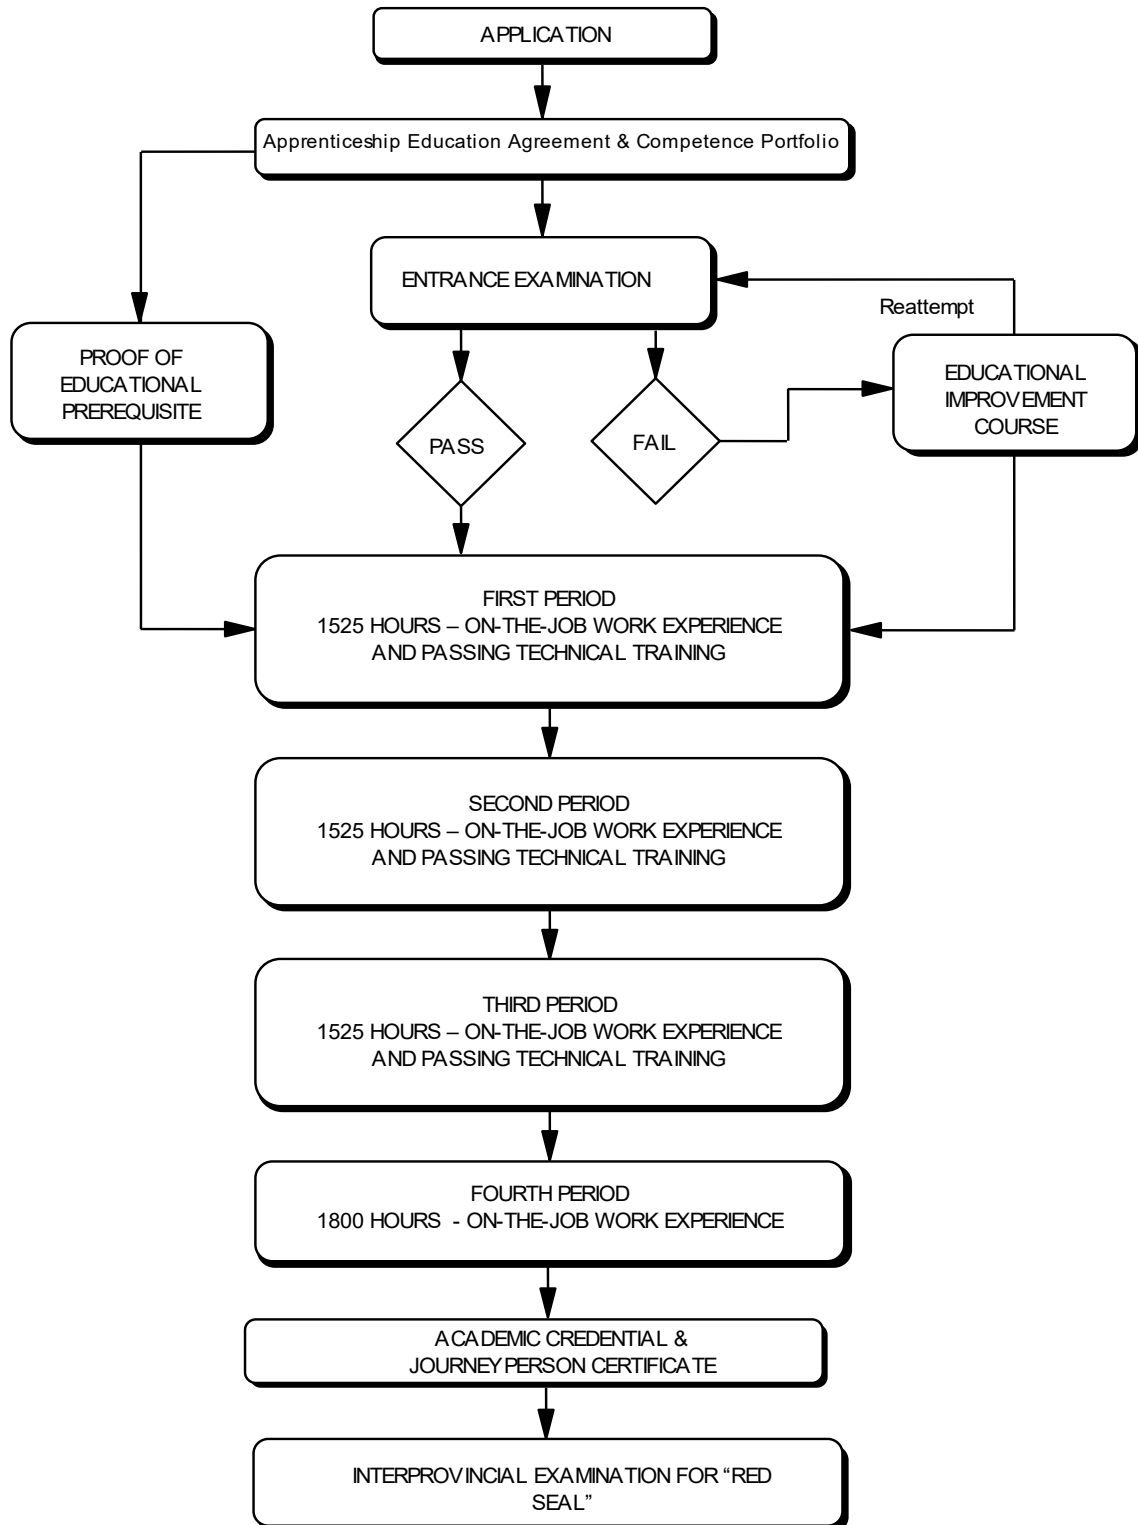 APPLICATION
Apprenticeship Education Agreement & Competence Portfolio
ENTRANCE EXAMINATION
Reattempt
PROOF OF
EDUCATIONAL
PREREQUISITE
PASS
FAIL
EDUCATIONAL
IMPROVEMENT
COURSE
FIRST PERIOD
1525 HOURS – ON-THE-JOB WORK EXPERIENCE
AND PASSING TECHNICAL TRAINING
SECOND PERIOD
1525 HOURS – ON-THE-JOB WORK EXPERIENCE
AND PASSING TECHNICAL TRAINING
THIRD PERIOD
1525 HOURS – ON-THE-JOB WORK EXPERIENCE
AND PASSING TECHNICAL TRAINING
FOURTH PERIOD
1800 HOURS - ON-THE-JOB WORK EXPERIENCE
ACADEMIC CREDENTIAL &
JOURNEYPERSON CERTIFICATE
INTERPROVINCIAL EXAMINATION FOR “RED
SEAL”